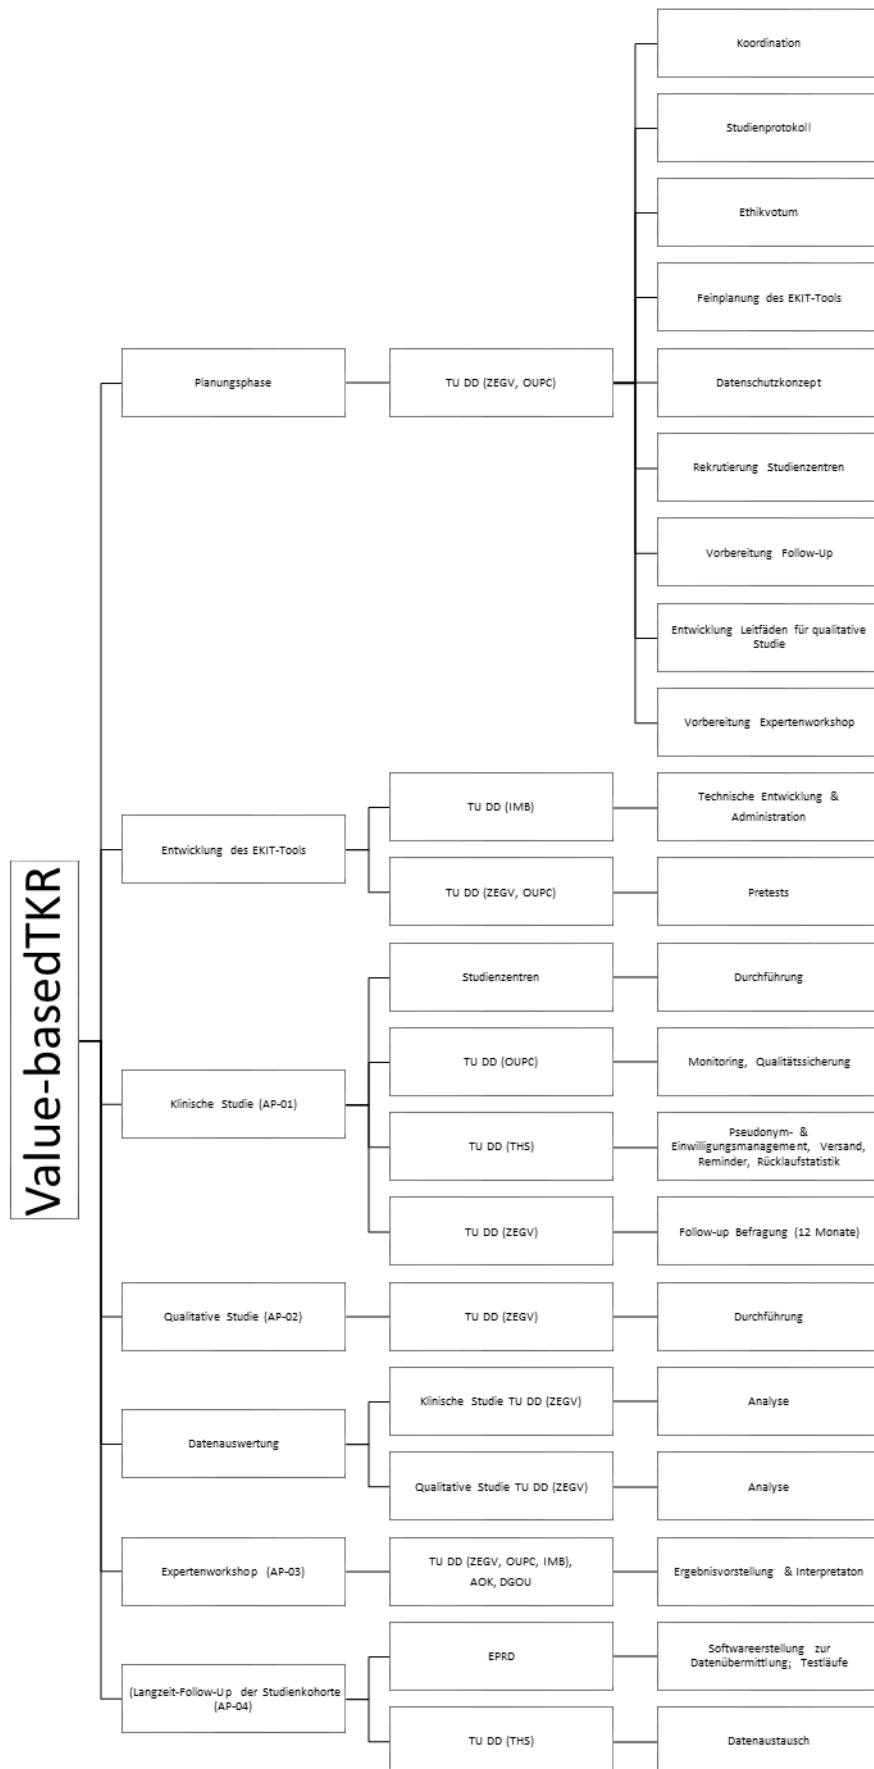 Value-basedTKR
Planungsphase
TU DD (ZEGV, OUPC)
Koordination
Studienprotokoll
Ethikvotum
Feinplanung des EKIT-Tools
Datenschutzkonzept
Rekrutierung Studienzentren
Vorbereitung Follow-Up
Entwicklung Leitfäden für qualitative
Studie
Vorbereitung Expertenworkshop
Entwicklung des EKIT-Tools
TU DD (IMB)
Technische Entwicklung &
Administration
TU DD (ZEGV, OUPC)
Pretests
Klinische Studie (AP-01)
Studienzentren
Durchführung
TU DD (OUPC)
Monitoring, Qualitätssicherung
TU DD (THS)
Pseudonym- &
Einwilligungsmanagement, Versand,
Reminder, Rücklaufstatistik
TU DD (ZEGV)
Follow-up Befragung (12 Monate)
Qualitative Studie (AP-02)
TU DD (ZEGV)
Durchführung
Datenauswertung
Klinische Studie TU DD (ZEGV)
Analyse
Qualitative Studie TU DD (ZEGV)
Analyse
Expertenworkshop (AP-03)
TU DD (ZEGV, OUPC, IMB),
AOK, DGOU
Ergebnisvorstellung & Interpretaton
(Langzeit-Follow-Up der Studienkohorte
(AP-04)
EPRD
Softwareerstellung zur
Datenübermittlung; Testläufe
TU DD (THS)
Datenaustausch